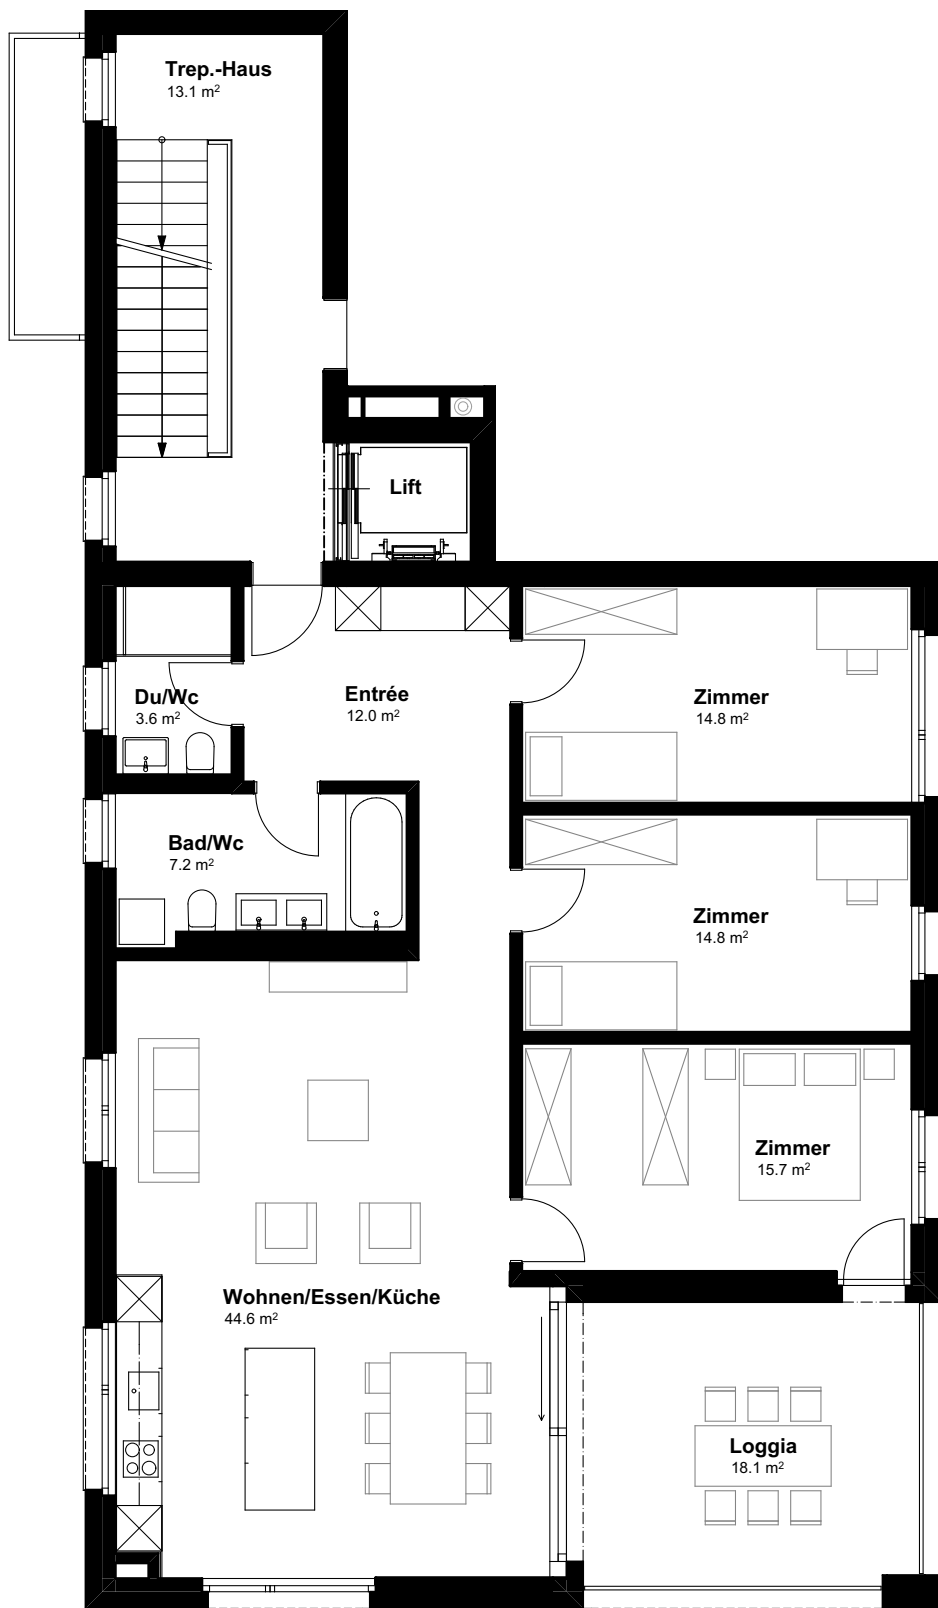 Trep.-Haus
13.1 m²
Lift
Du/Wc
3.6 m²
Entrée
12.0 m²
Zimmer
14.8 m²
Bad/Wc
7.2 m²
Zimmer
14.8 m²
Zimmer
15.7 m²
Wohnen/Essen/Küche
44.6 m²
Loggia
18.1 m²